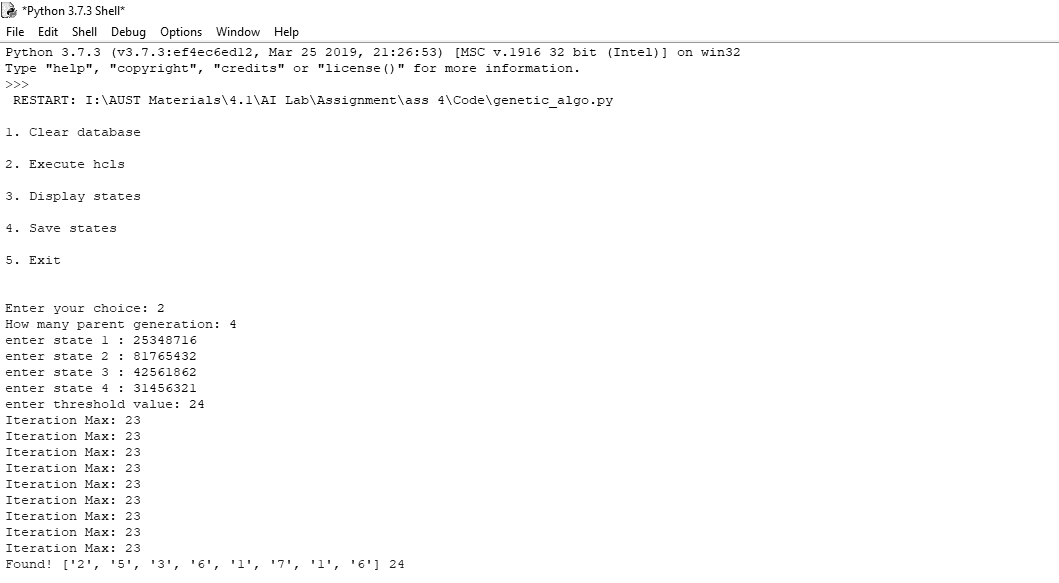 *Python 3.7.3 Shell*
File Edit Shell Debug Options Window Help
Python 3.7.3 (v3.7.3:ef4ec6ed12, Mar 25 2019, 21:26:53) [MSC v.1916 32 bit (Intel)] on win32
Type "help", "copyright", "credits" or "license()" for more information.
>>>
RESTART: I:\AUST Materials\4.1\AI Lab\Assignment\ass 4\Code\genetic_algo.py
1. Clear database
2. Execute hcls
3. Display states
4. Save states
5. Exit
Enter your choice: 2
How many parent generation: 4
enter state 1 : 25348716
enter state 2 : 81765432
enter state 3 : 42561862
enter state 4 : 31456321
enter threshold value: 24
Iteration Max: 23
Iteration Max: 23
Iteration Max: 23
Iteration Max: 23
Iteration Max: 23
Iteration Max: 23
Iteration Max: 23
Iteration Max: 23
Iteration Max: 23
Found! ['2', '5', '3', '6', '1', '7', '1', '6'] 24